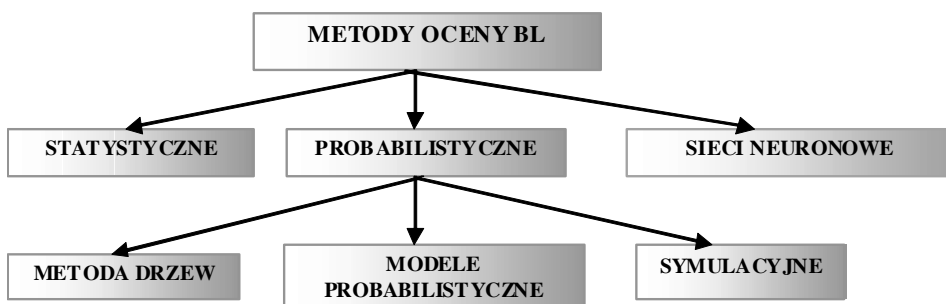 METODY OCENY BL
STATYSTYCZNE
PROBABILISTYCZNE
SIECI NEURONOWE
METODA DRZEW
MODELE
PROBABILISTYCZNE
SYMULACYJNE